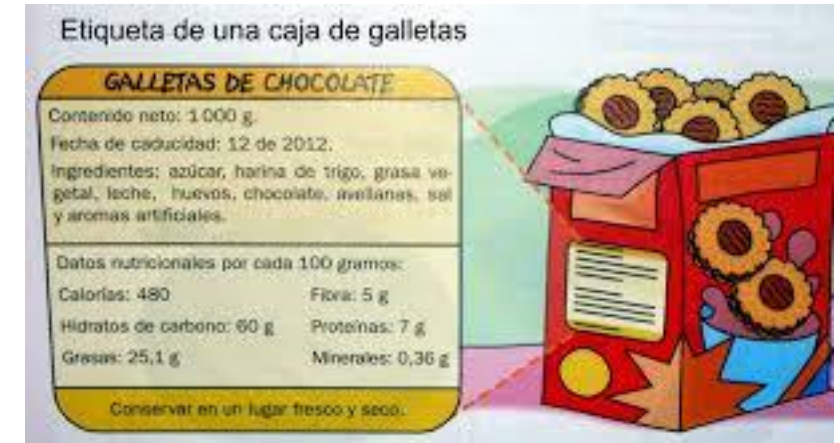 Etiqueta de una caja de galletas
GALLETAS DE CHOCOLATE
Contenido neto: 1 000 g.
Fecha de caducidad: 12 de 2012.
Ingredientes: azúcar, harina de trigo, grasa ve-
getal, leche, huevos, chocolate, avellanas, sal
y aromas artificiales.
Datos nutricionales por cada 100 gramos:
Calorías: 480 Fibra: 5 g
Hidratos de carbono: 60 g Proteínas: 7 g
Grasas: 25,1 g Minerales: 0,36 g
Conservar en un lugar fresco y seco.